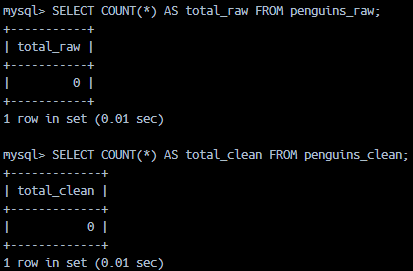 mysql> SELECT COUNT(*) AS total_raw FROM penguins_raw;
+-----------+
| total_raw |
+-----------+
|         0 |
+-----------+
1 row in set (0.01 sec)

mysql> SELECT COUNT(*) AS total_clean FROM penguins_clean;
+-------------+
| total_clean |
+-------------+
|           0 |
+-------------+
1 row in set (0.01 sec)